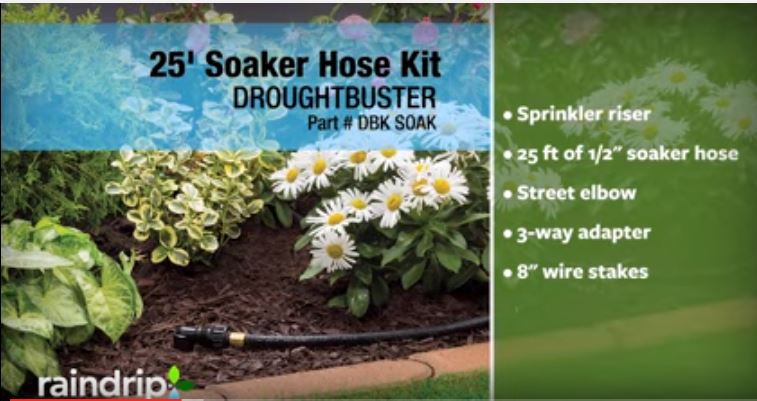 25' Soaker Hose Kit
DROUGHTBUSTER
Part # DBK SOAK
• Sprinkler riser
• 25 ft of 1/2" soaker hose
• Street elbow
• 3-way adapter
• 8" wire stakes
raindrip